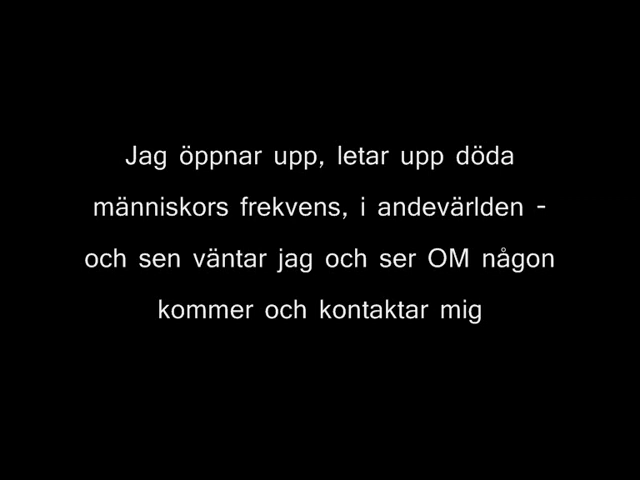 Jag öppnar upp, letar upp döda
människors frekvens, i andevärlden -
och sen väntar jag och ser OM någon
kommer och kontaktar mig